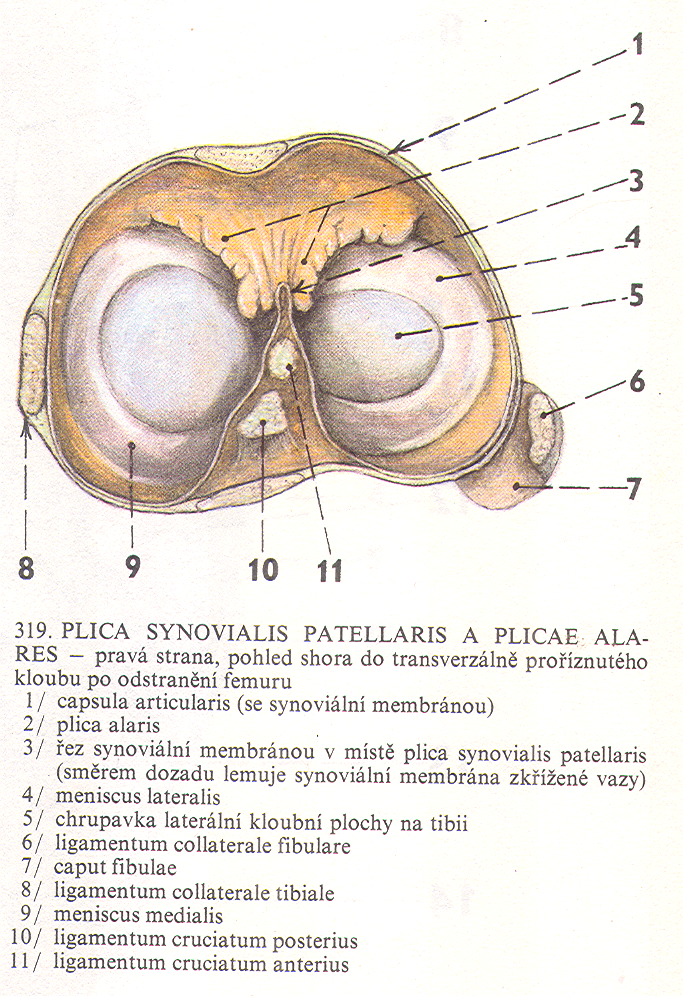 1
2
3
4
5
6
7
8
9
10
11
319. PLICA SYNOVIALIS PATELLARIS A PLICAE ALA-
RES — pravá strana, pohled shora do transverzálně proříznutého
kloubu po odstranění femuru
1/ capsula articularis (se synoviální membránou)
2/ plica alaris
3/ řez synoviální membránou v místě plica synovialis patellaris
(směrem dozadu lemuje synoviální membrána zkřížené vazy)
4/ meniscus lateralis
5/ chrupavka laterální kloubní plochy na tibii
6/ ligamentum collaterale fibulare
7/ caput fibulae
8/ ligamentum collaterale tibiale
9/ meniscus medialis
10/ ligamentum cruciatum posterius
11/ ligamentum cruciatum anterius